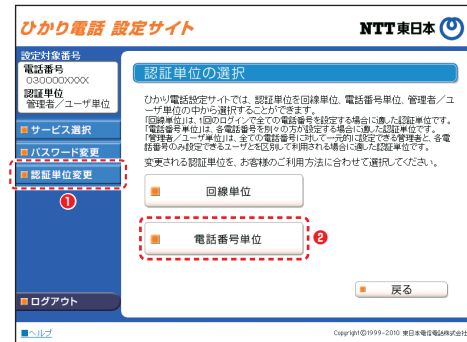 ひかり電話 設定サイト
NTT東日本
設定対象番号
電話番号
030000XXXX
認証単位
管理者／ユーザ単位
サービス選択
パスワード変更
認証単位変更
❶
ログアウト
ヘルプ
認証単位の選択
ひかり電話設定サイトでは、認証単位を回線単位、電話番号単位、管理者／ユ
ーザ単位の中から選択することができます。
「回線単位」は、1回のログインで全ての電話番号を設定する場合に適した認証単位です。
「電話番号単位」は、各電話番号を別々の方が設定する場合に適した認証単位です。
「管理者／ユーザ単位」は、全ての電話番号に対して一元的に設定できる管理者と、各電
話番号のみ設定できるユーザとを区別して利用される場合に適した認証単位です。
変更される認証単位を、お客様のご利用方法に合わせて選択してください。
回線単位
電話番号単位
❷
戻る
Copyright©1999-2010 東日本電信電話株式会社